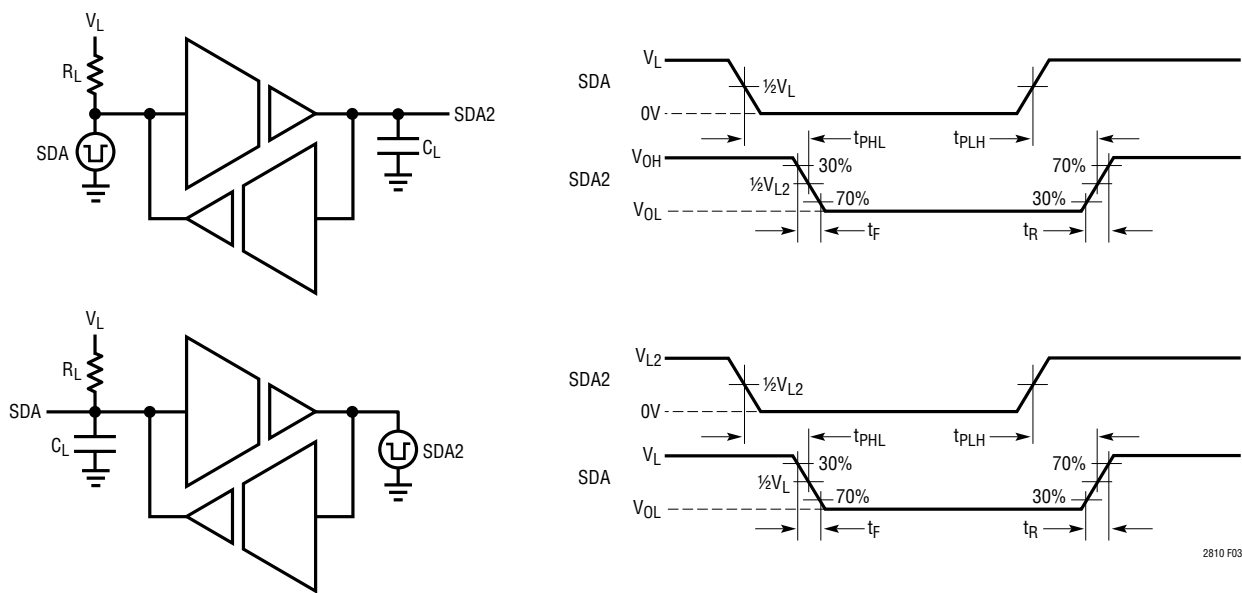 VL
RL
SDA
SDA2
CL
SDA
VL
½VL
0V
tPHL
tPLH
SDA2
VOH
30%
70%
½VL2
70%
30%
VOL
tF
tR
VL
RL
SDA
CL
SDA2
SDA2
VL2
½VL2
0V
tPHL
tPLH
SDA
VL
30%
70%
½VL
70%
30%
VOL
tF
tR
2810 F03